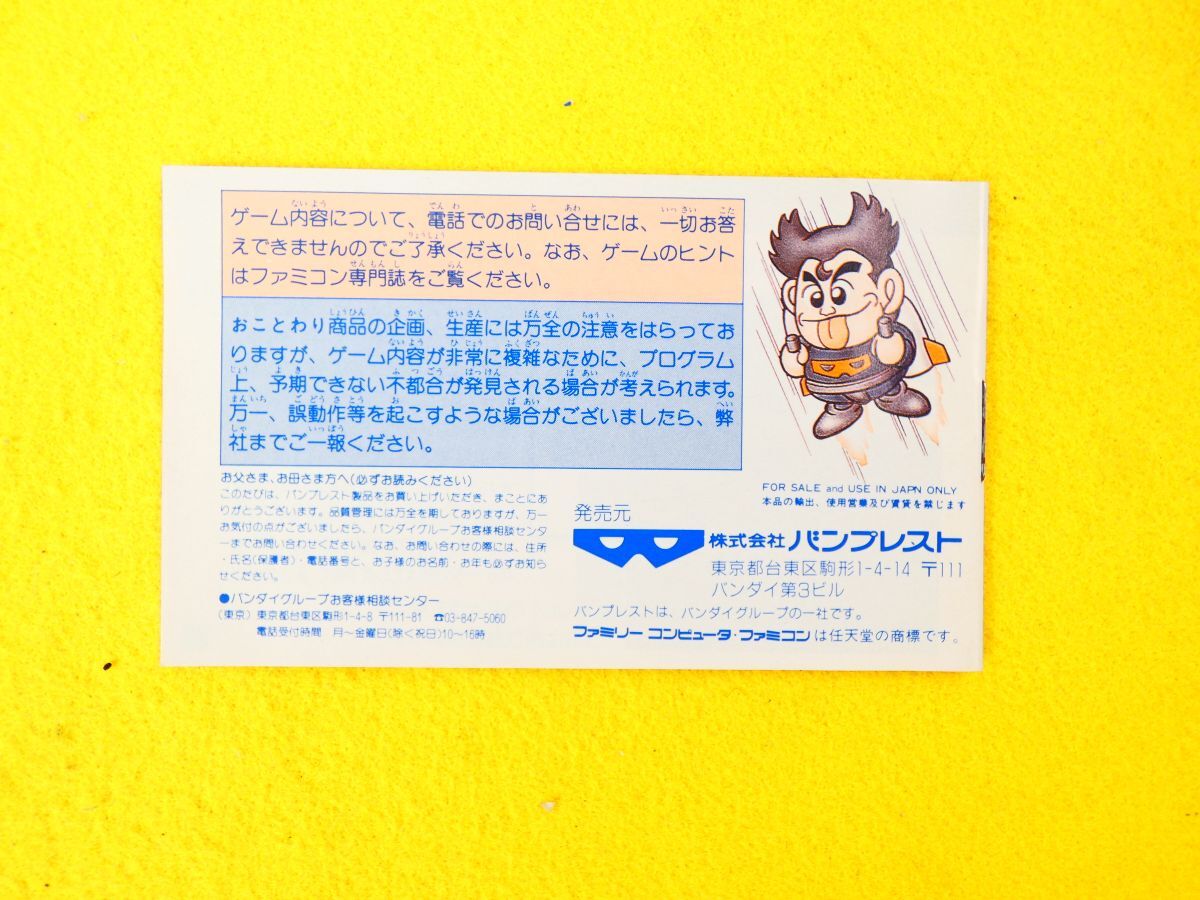 ゲーム内容について、電話でのお問い合せには、一切お答
えできませんのでご了承ください。なお、ゲームのヒント
はファミコン専門誌をご覧ください。
おことわり 商品の企画、生産には万全の注意をはらってお
りますが、ゲーム内容が非常に複雑なために、プログラム
上、予期できない不都合が発見される場合が考えられます。
万一、誤動作等を起こすような場合がございましたら、弊
社までご一報ください。
お父さま、お母さま方へ(必ずお読みください)
このたびは、バンプレスト製品をお買い上げいただき、まことにあ
りがとうございます。品質管理には万全を期しておりますが、万一
お気付の点がございましたら、バンダイグループお客様相談センタ
ーまでお問い合わせください。なお、お問い合わせの際には、住所
・氏名(保護者)・電話番号と、お子様のお名前・お年も必ずお知ら
せください。
●バンダイグループお客様相談センター
(東京) 東京都台東区駒形1-4-8 〒111-81 ☎03-847-5060
電話受付時間 月〜金曜日(除く祝日)10〜16時
FOR SALE and USE IN JAPN ONLY
本品の輸出、使用営業及び賃貸を禁じます
発売元
株式会社 バンプレスト
東京都台東区駒形1-4-14 〒111
バンダイ第3ビル
バンプレストは、バンダイグループの一社です。
ファミリーコンピュータ・ファミコンは任天堂の商標です。